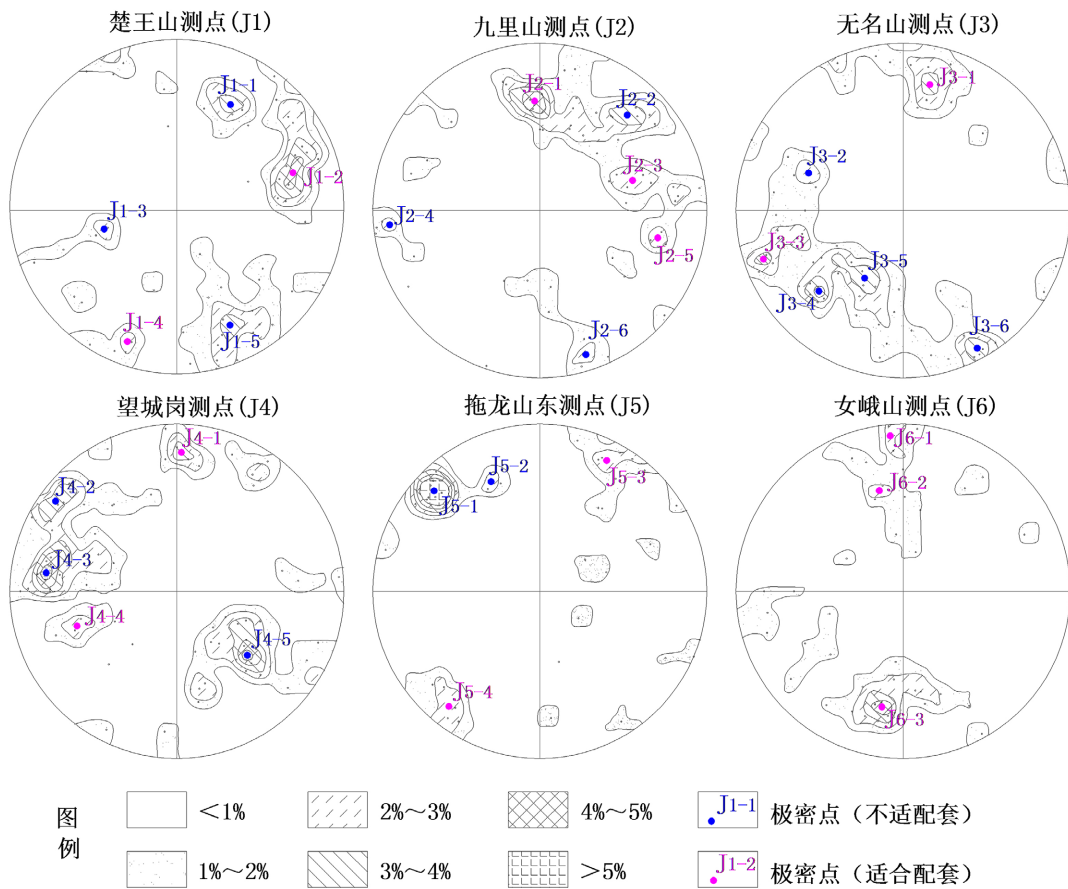 楚王山测点(J1)
九里山测点(J2)
无名山测点(J3)
J1-1
J1-2
J1-3
J1-4
J1-5
J2-1
J2-2
J2-3
J2-4
J2-5
J2-6
J3-1
J3-2
J3-3
J3-4
J3-5
J3-6
望城岗测点(J4)
拖龙山东测点(J5)
女峨山测点(J6)
J4-1
J4-2
J4-3
J4-4
J4-5
J5-2
J5-1
J5-3
J5-4
J6-1
J6-2
J6-3
图例
<1%
2%~3%
4%~5%
J1-1
极密点（不适配套）
1%~2%
3%~4%
>5%
J1-2
极密点（适合配套）